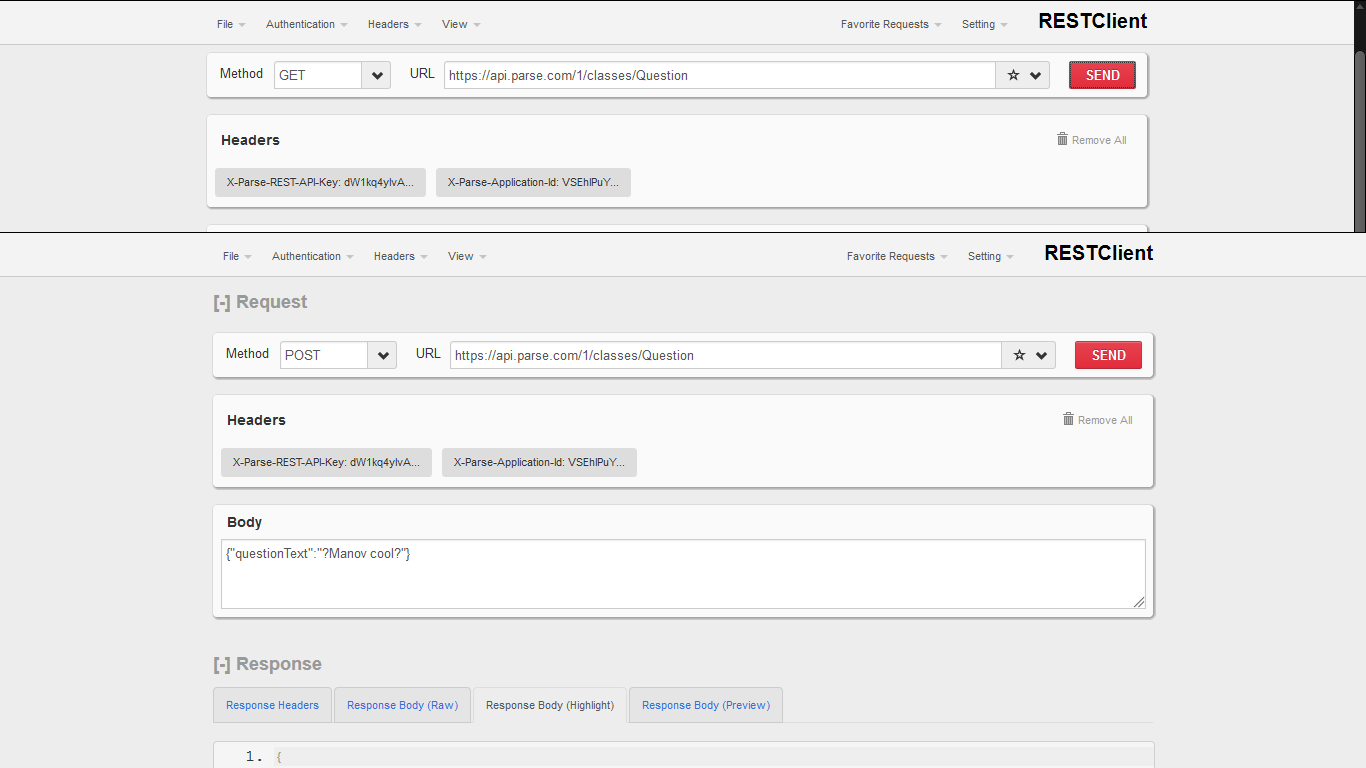 File Authentication Headers View Favorite Requests Setting RESTClient
Method GET URL https://api.parse.com/1/classes/Question SEND
Headers Remove All
X-Parse-REST-API-Key: dW1kq4ylvA... X-Parse-Application-Id: VSEhlPuY...
File Authentication Headers View Favorite Requests Setting RESTClient
[-] Request
Method POST URL https://api.parse.com/1/classes/Question SEND
Headers Remove All
X-Parse-REST-API-Key: dW1kq4ylvA... X-Parse-Application-Id: VSEhlPuY...
Body
{"questionText":"?Manov cool?"}
[-] Response
Response Headers Response Body (Raw) Response Body (Highlight) Response Body (Preview)
1. {